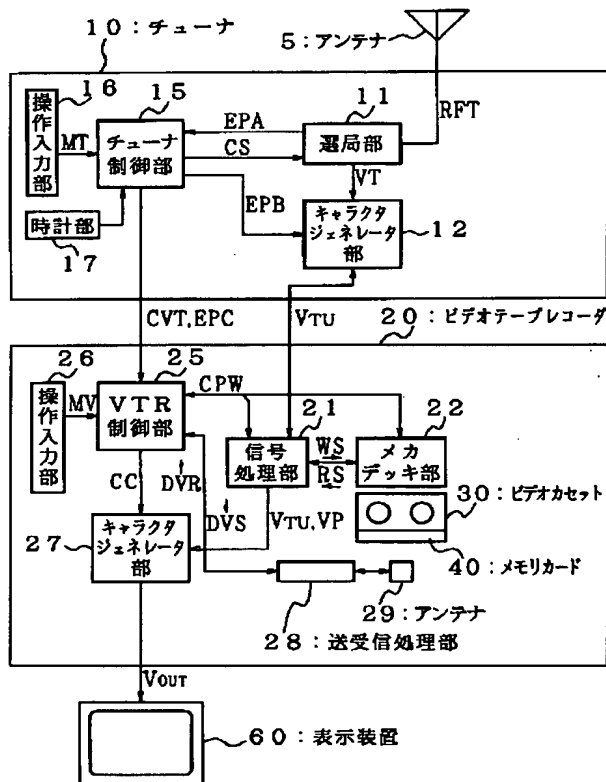 10:チューナ
5:アンテナ
16
操作入力部
MT
15
チューナ
制御部
EPA
CS
11
選局部
RFT
VT
EPB
キャラクタ
ジェネレータ
部
12
時計部
17
CVT,EPC
VTU
20:ビデオテープレコーダ
26
操作入力部
MV
25
VTR
制御部
CPW
21
信号
処理部
WS
RS
22
メカ
デッキ部
CC
DVR
DVS
VTU,VP
30:ビデオカセット
40:メモリカード
27
キャラクタ
ジェネレータ
部
28:送受信処理部
29:アンテナ
VOUT
60:表示装置